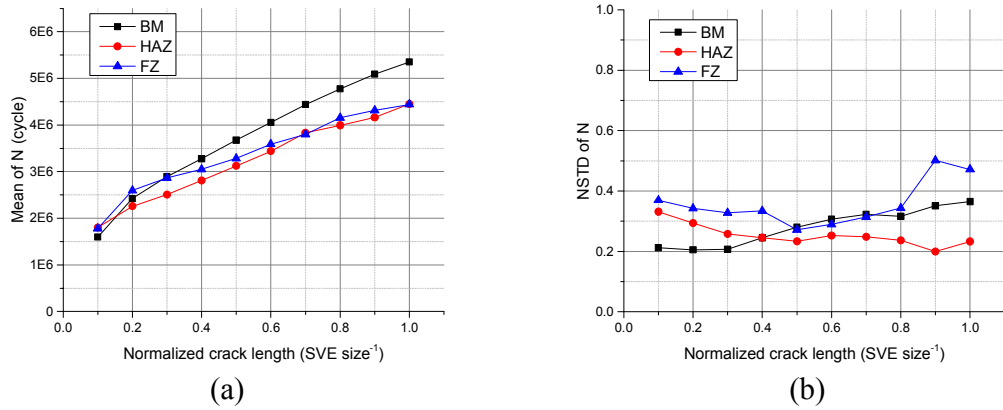 BM
HAZ
FZ
6E6
5E6
4E6
3E6
2E6
1E6
0
0.0
0.2
0.4
0.6
0.8
1.0
Mean of N (cycle)
Normalized crack length (SVE size⁻¹)
(a)
BM
HAZ
FZ
1.0
0.8
0.6
0.4
0.2
0.0
0.0
0.2
0.4
0.6
0.8
1.0
NSTD of N
Normalized crack length (SVE size⁻¹)
(b)